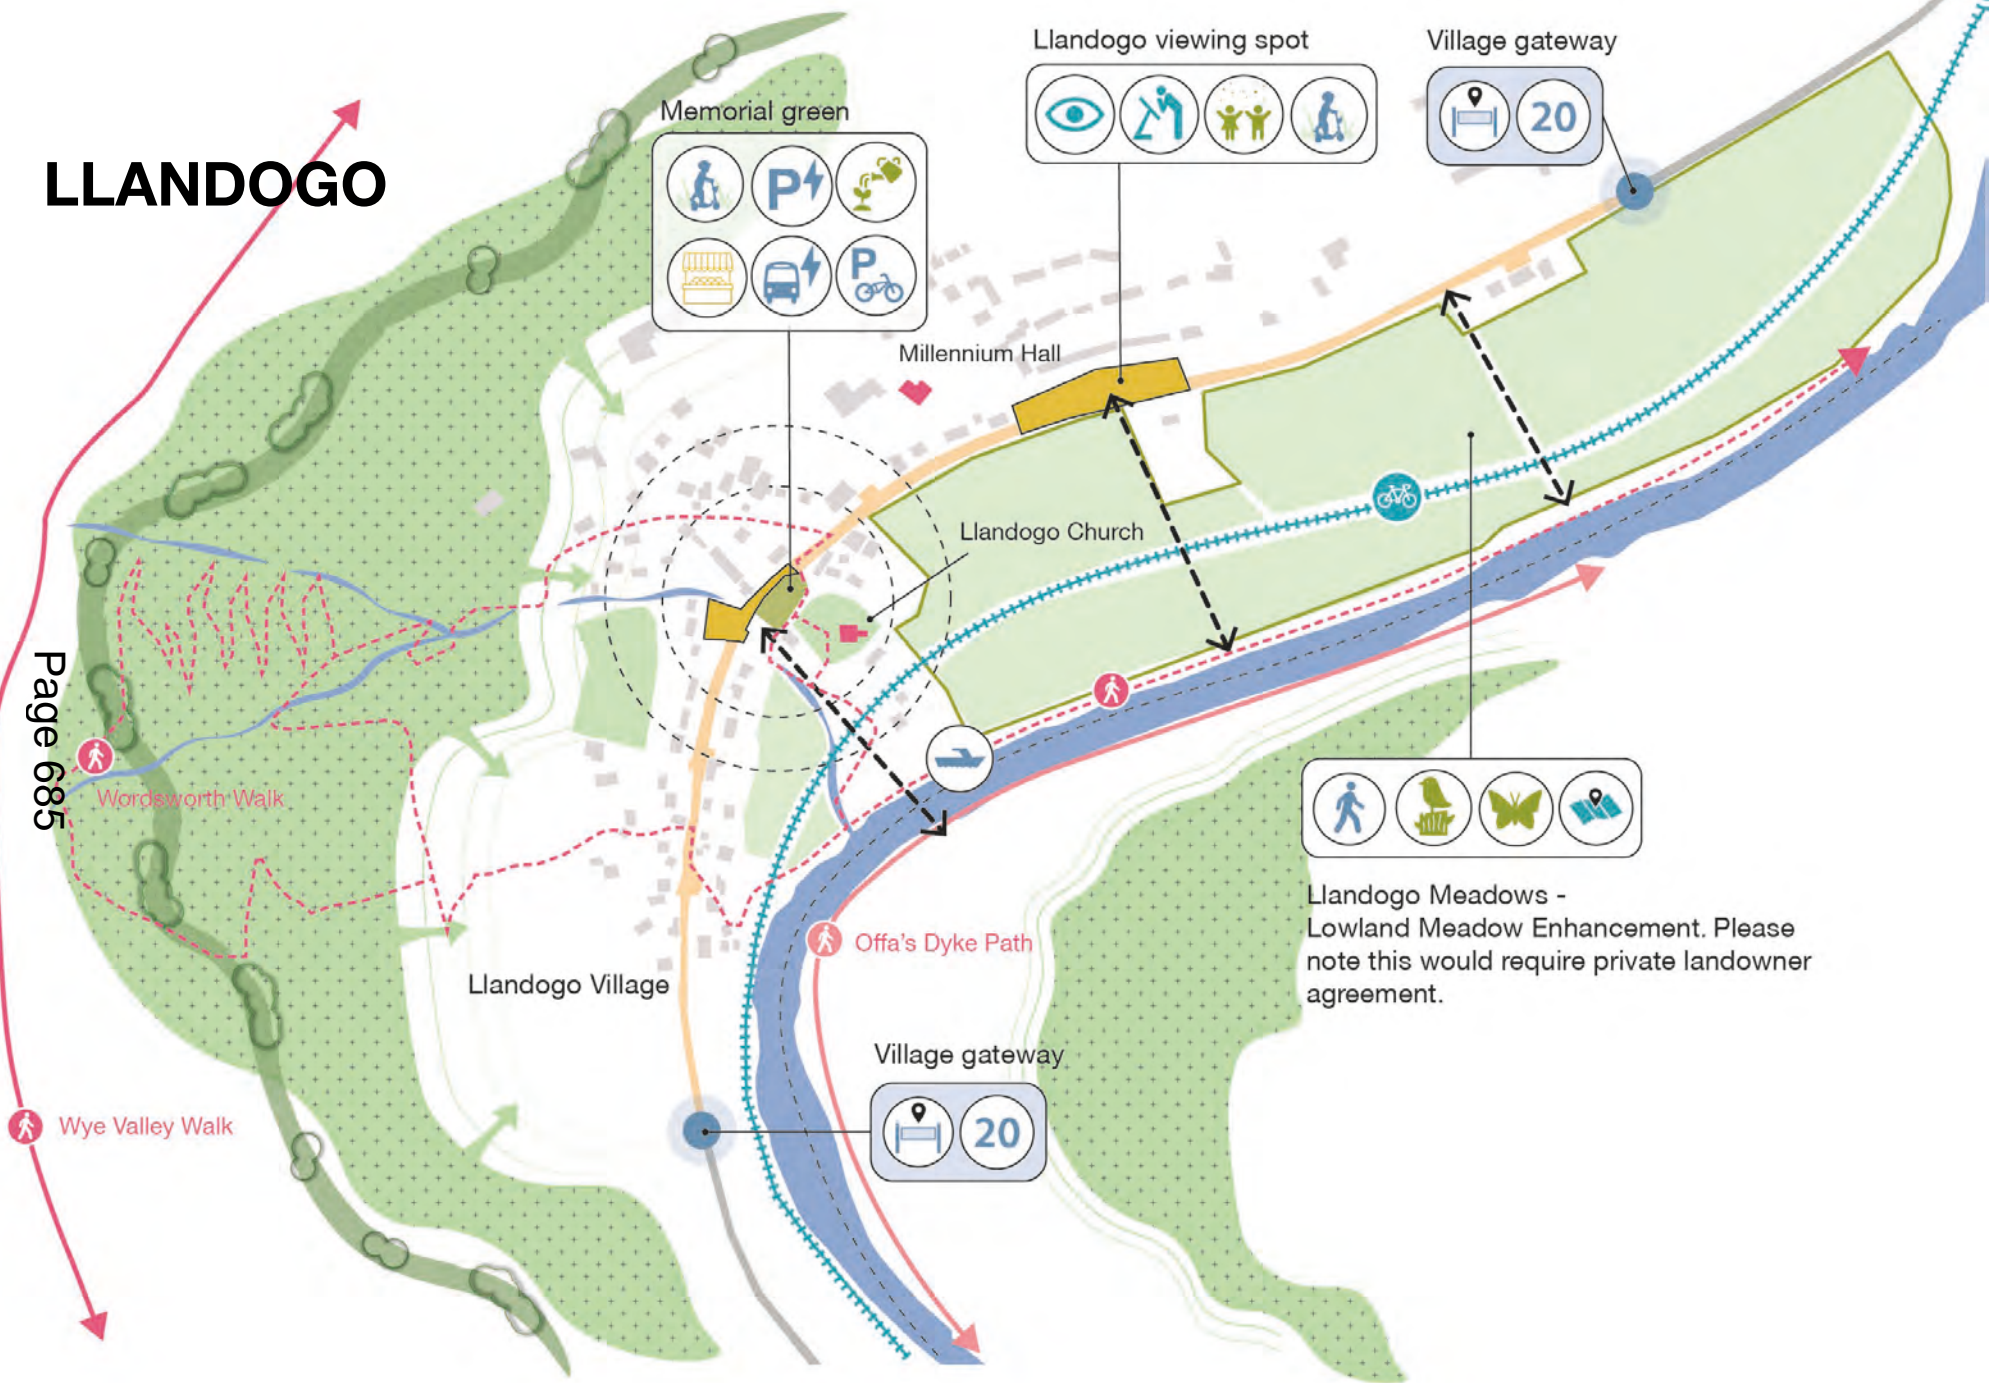 LLANDOGO
Memorial green
P
P
Llandogo viewing spot
Village gateway
20
Millennium Hall
Llandogo Church
Page 685
Wordsworth Walk
Llandogo Meadows -
Lowland Meadow Enhancement. Please
note this would require private landowner
agreement.
Offa's Dyke Path
Llandogo Village
Village gateway
20
Wye Valley Walk